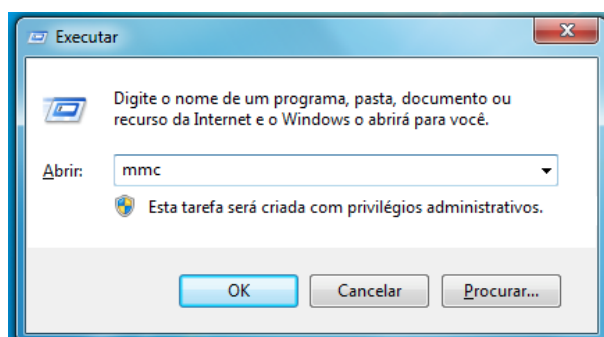 Executar
Digite o nome de um programa, pasta, documento ou
recurso da Internet e o Windows o abrirá para você.
Abrir: mmc
Esta tarefa será criada com privilégios administrativos.
OK Cancelar Procurar...